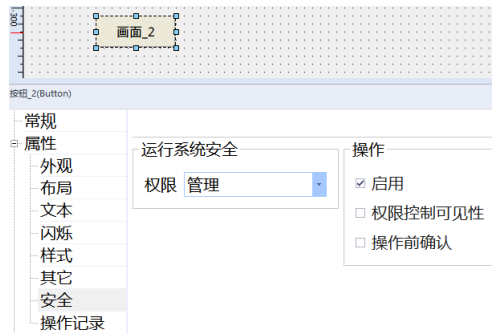 300
画面_2
按钮_2(Button)
常规
属性
外观
布局
文本
闪烁
样式
其它
安全
操作记录
运行系统安全
权限 管理
操作
启用
权限控制可见性
操作前确认